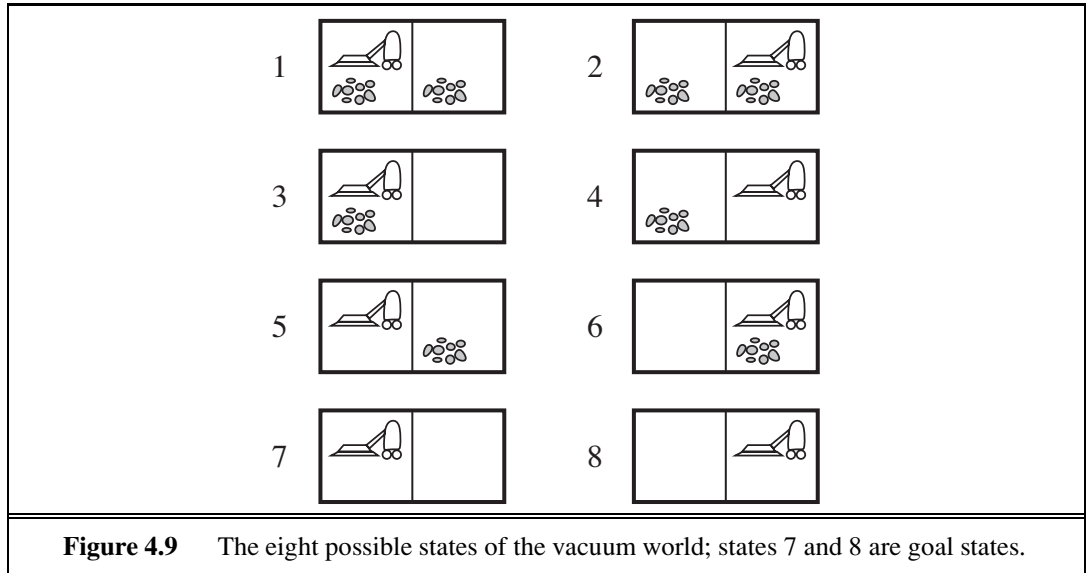 1 2
3 4
5 6
7 8
Figure 4.9 The eight possible states of the vacuum world; states 7 and 8 are goal states.